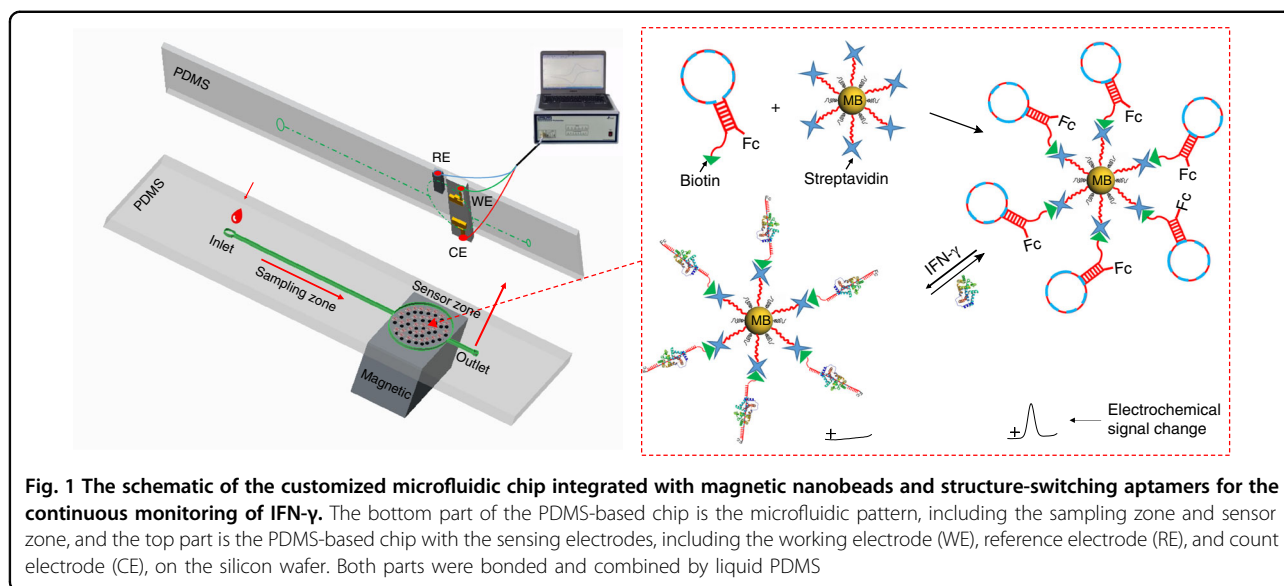 PDMS
RE
WE
CE
PDMS
Inlet
Sampling zone
Sensor zone
Outlet
Magnetic
Biotin
Fc
+
MB
Streptavidin
Fc
Fc
Fc
Fc
Fc
Fc
MB
IFN-γ
MB
+
+
Electrochemical
signal change
Fig. 1 The schematic of the customized microfluidic chip integrated with magnetic nanobeads and structure-switching aptamers for the
continuous monitoring of IFN-γ. The bottom part of the PDMS-based chip is the microfluidic pattern, including the sampling zone and sensor
zone, and the top part is the PDMS-based chip with the sensing electrodes, including the working electrode (WE), reference electrode (RE), and count
electrode (CE), on the silicon wafer. Both parts were bonded and combined by liquid PDMS